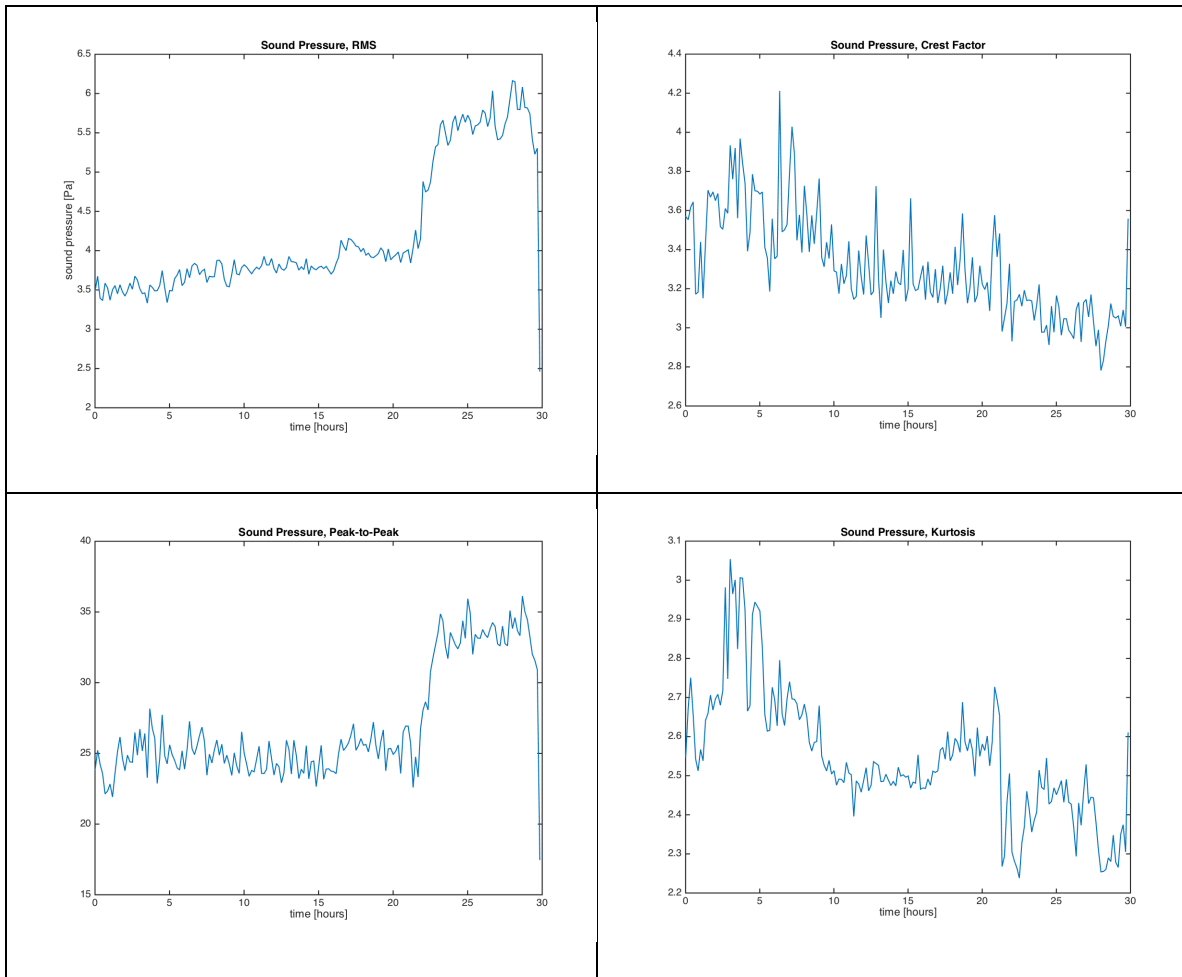 Sound Pressure, RMS
6.5
6
5.5
5
4.5
4
3.5
3
2.5
2
sound pressure [Pa]
0 5 10 15 20 25 30
time [hours]
Sound Pressure, Crest Factor
4.4
4.2
4
3.8
3.6
3.4
3.2
3
2.8
2.6
0 5 10 15 20 25 30
time [hours]
Sound Pressure, Peak-to-Peak
40
35
30
25
20
15
0 5 10 15 20 25 30
time [hours]
Sound Pressure, Kurtosis
3.1
3
2.9
2.8
2.7
2.6
2.5
2.4
2.3
2.2
0 5 10 15 20 25 30
time [hours]